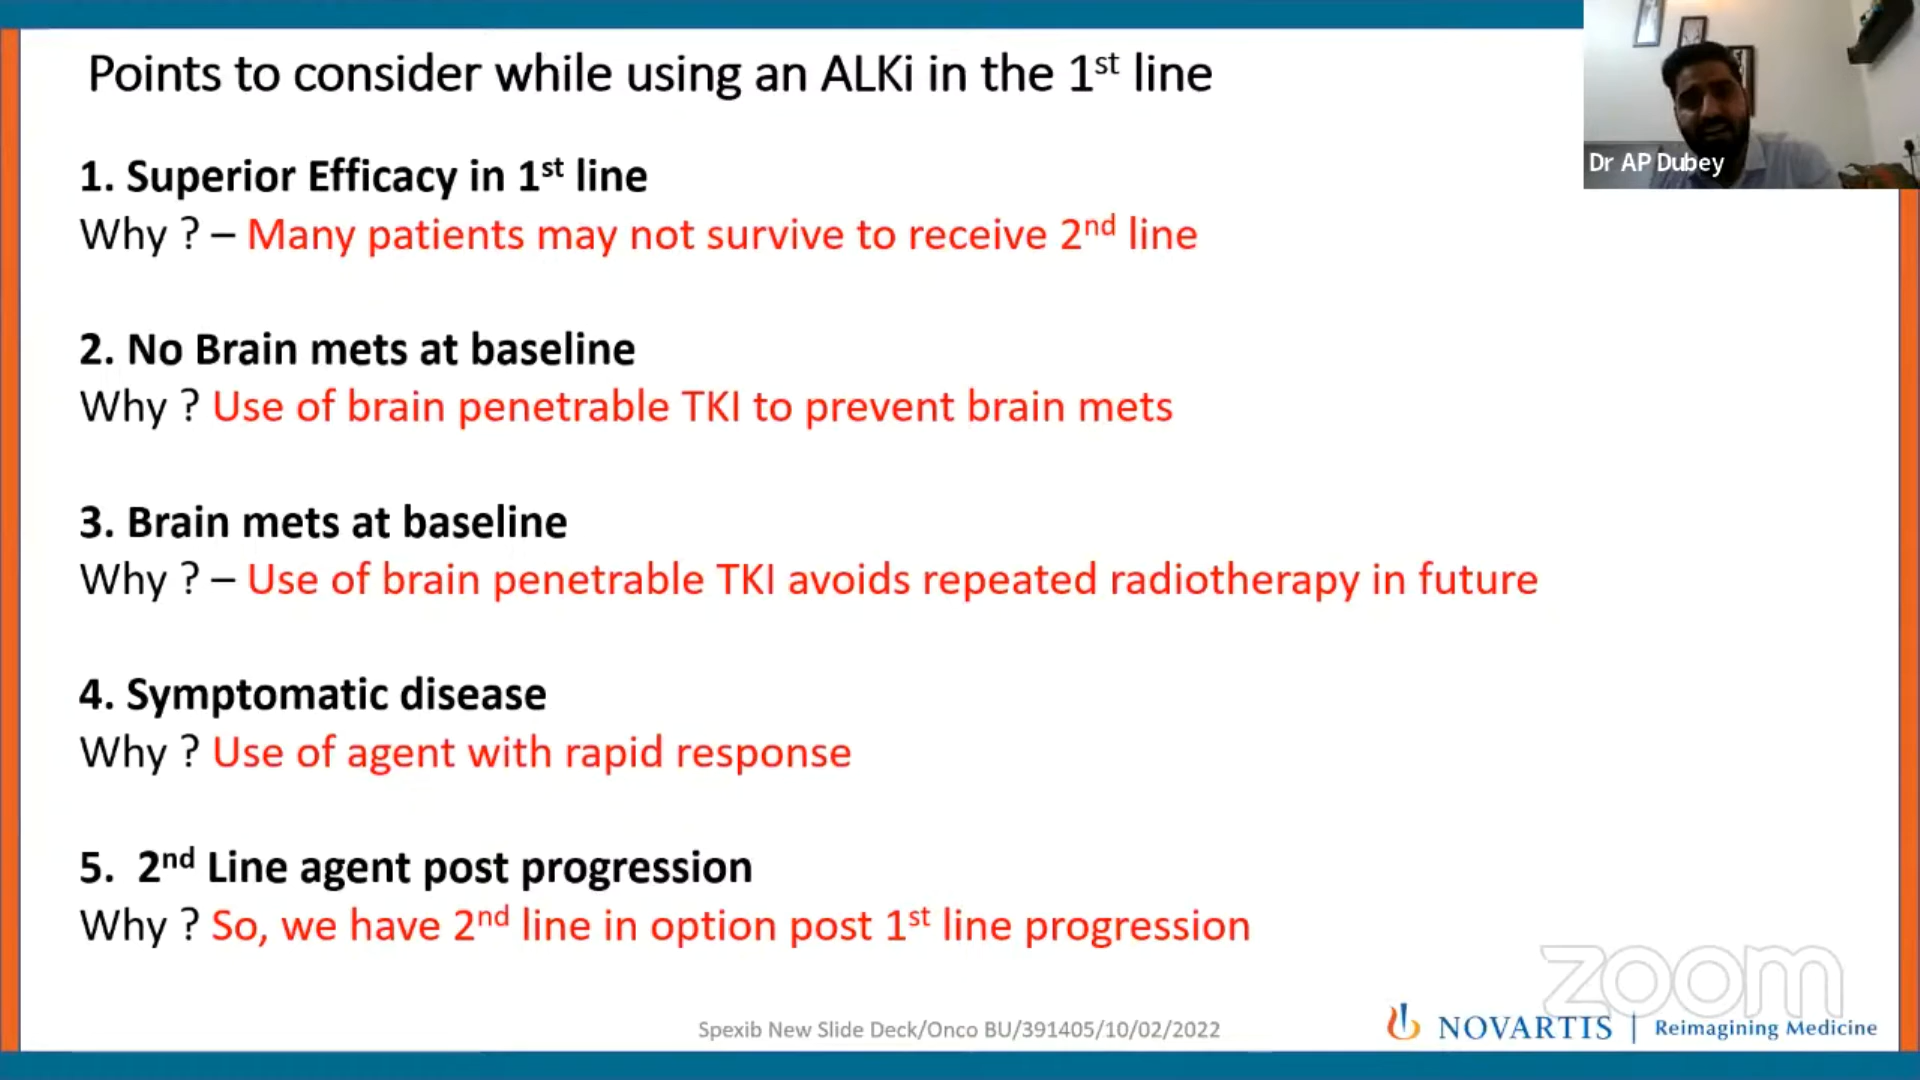 Points to consider while using an ALKi in the 1st line
Dr AP Dubey
1. Superior Efficacy in 1st line
Why ? – Many patients may not survive to receive 2nd line
2. No Brain mets at baseline
Why ? Use of brain penetrable TKI to prevent brain mets
3. Brain mets at baseline
Why ? – Use of brain penetrable TKI avoids repeated radiotherapy in future
4. Symptomatic disease
Why ? Use of agent with rapid response
5. 2nd Line agent post progression
Why ? So, we have 2nd line in option post 1st line progression
zoom
Spexib New Slide Deck/Onco BU/391405/10/02/2022
NOVARTIS | Reimagining Medicine